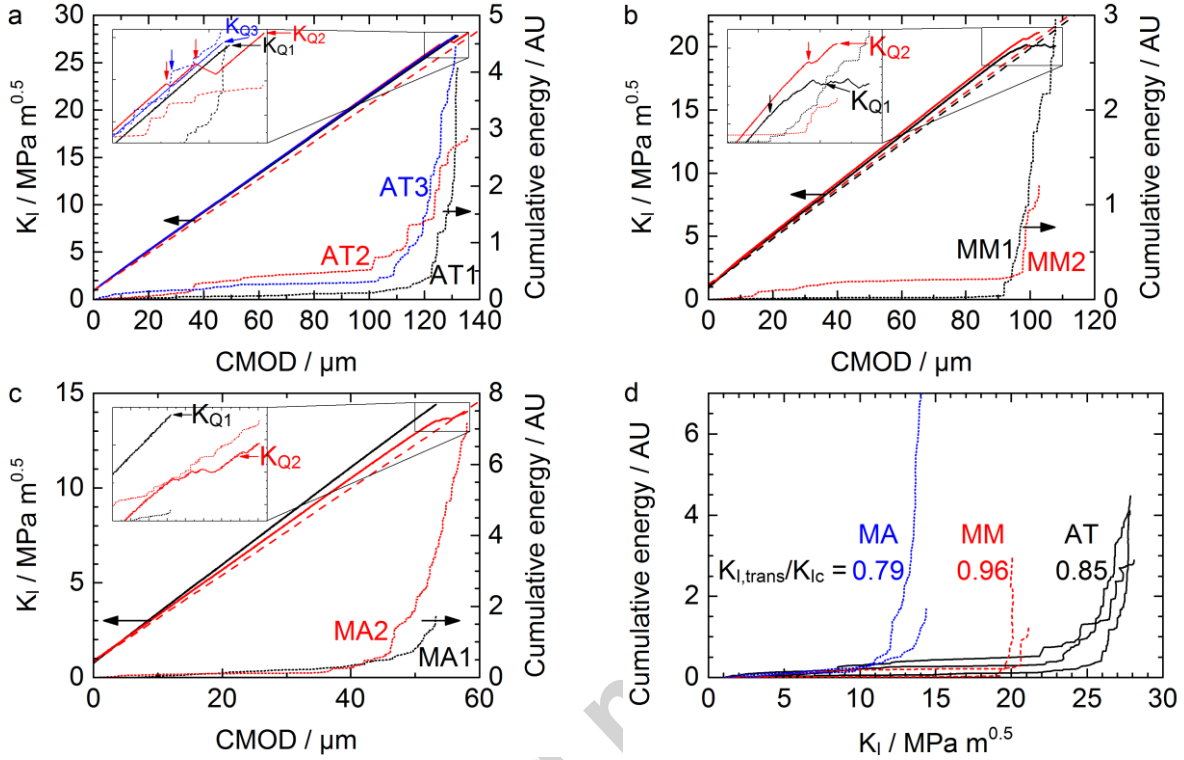 a
K_I / MPa m^0.5
30
25
20
15
10
5
0
K_Q3
K_Q2
K_Q1
AT3
AT2
AT1
5
4
3
2
1
0
Cumulative energy / AU
0 20 40 60 80 100 120 140
CMOD / µm
b
K_I / MPa m^0.5
20
15
10
5
0
K_Q2
K_Q1
MM1
MM2
3
2
1
0
Cumulative energy / AU
0 20 40 60 80 100
CMOD / µm
c
K_I / MPa m^0.5
15
10
5
0
K_Q1
K_Q2
MA2
MA1
8
6
4
2
0
Cumulative energy / AU
0 20 40 60
CMOD / µm
d
Cumulative energy / AU
6
4
2
0
MA MM AT
K_I,trans/K_Ic = 0.79 0.96 0.85
0 5 10 15 20 25 30
K_I / MPa m^0.5